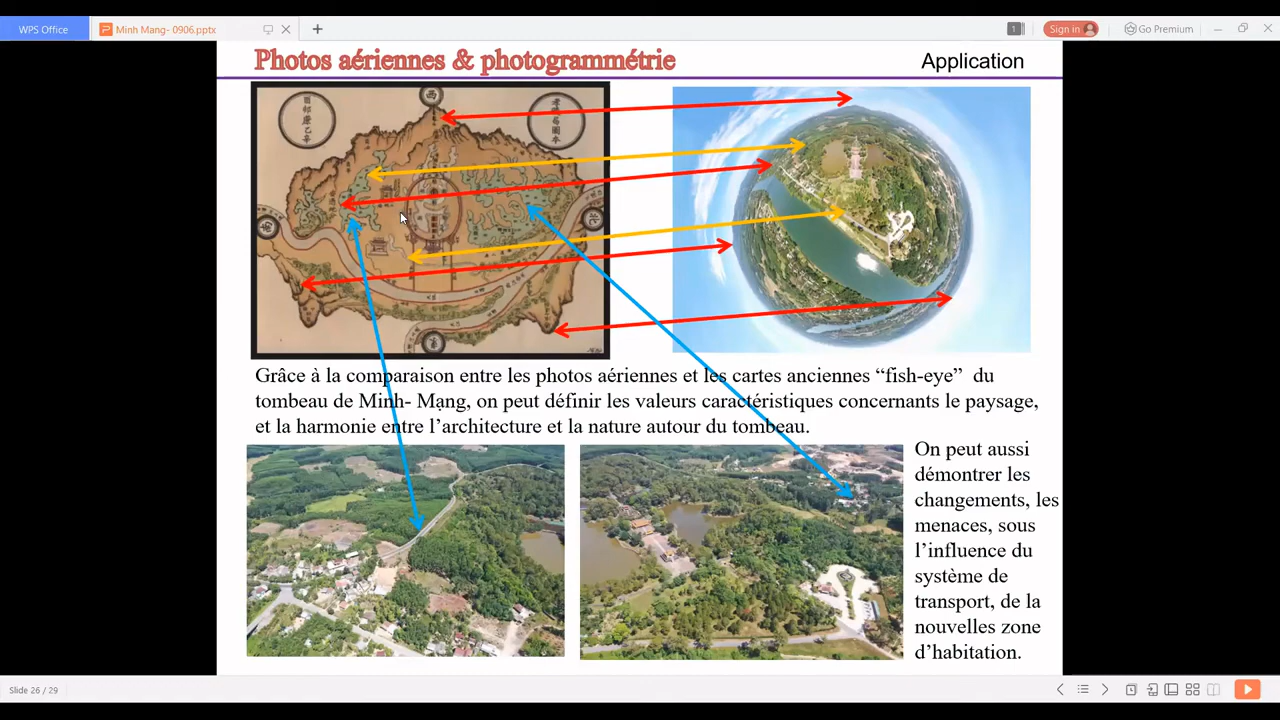 WPS Office
Minh Mang- 0906.pptx
1
Sign in
Go Premium
Photos aériennes & photogrammétrie
Application
西
Grâce à la comparaison entre les photos aériennes et les cartes anciennes “fish-eye” du
tombeau de Minh- Mạng, on peut définir les valeurs caractéristiques concernants le paysage,
et la harmonie entre l’architecture et la nature autour du tombeau.
On peut aussi
démontrer les
changements, les
menaces, sous
l’influence du
système de
transport, de la
nouvelles zone
d’habitation.
Slide 26 / 29